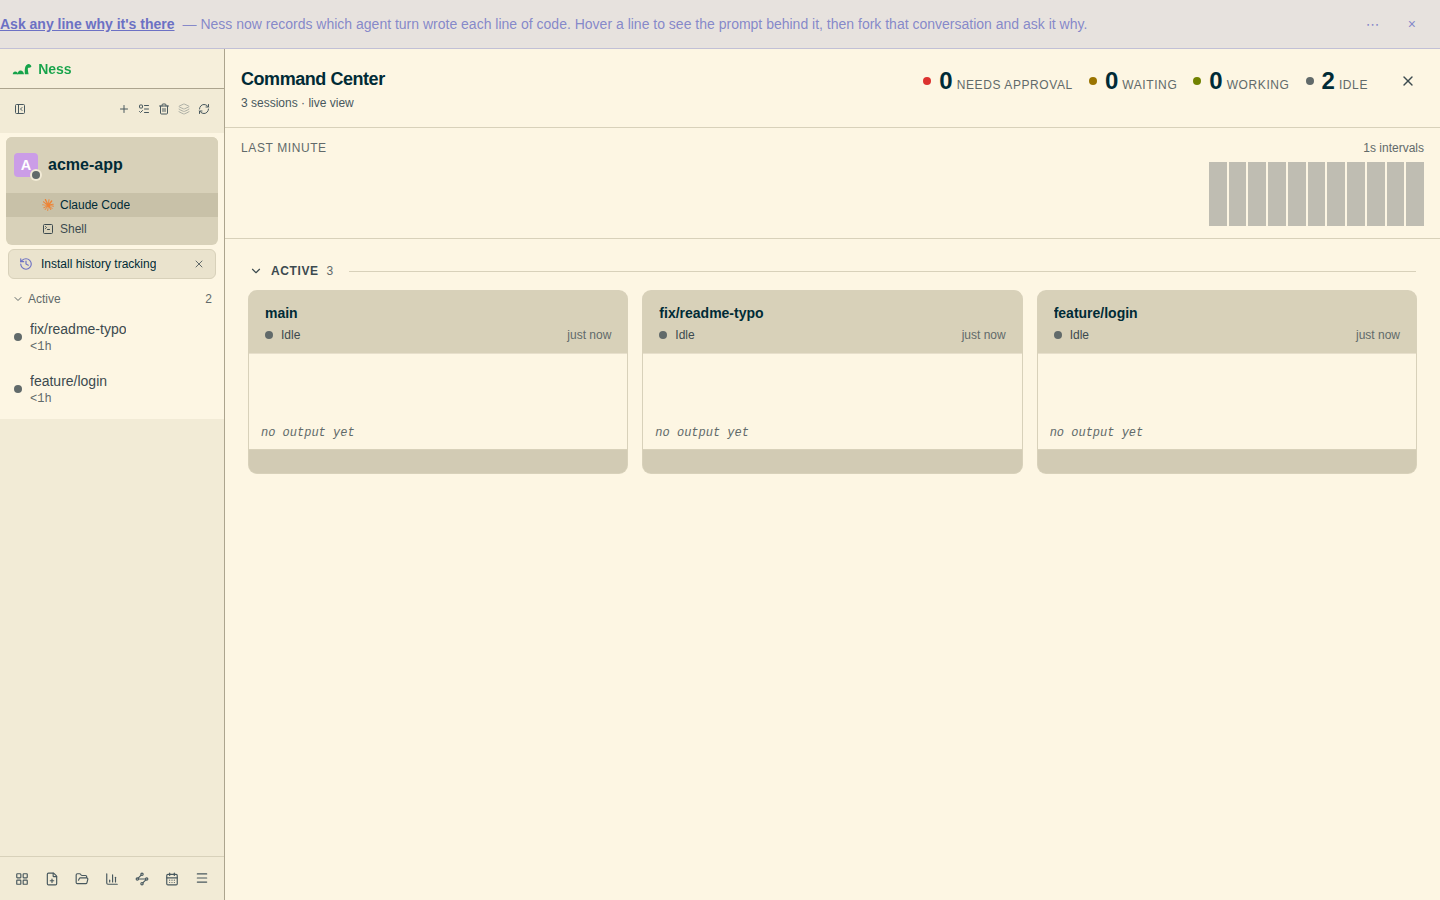 Ask any line why it's there — Ness now records which agent turn wrote each line of code. Hover a line to see the prompt behind it, then fork that conversation and ask it why.
Ness
A acme-app
Claude Code
Shell
Install history tracking
Active 2
fix/readme-typo
<1h
feature/login
<1h
Command Center
3 sessions · live view
0 NEEDS APPROVAL 0 WAITING 0 WORKING 2 IDLE
LAST MINUTE 1s intervals
ACTIVE 3
main
Idle just now
no output yet
fix/readme-typo
Idle just now
no output yet
feature/login
Idle just now
no output yet